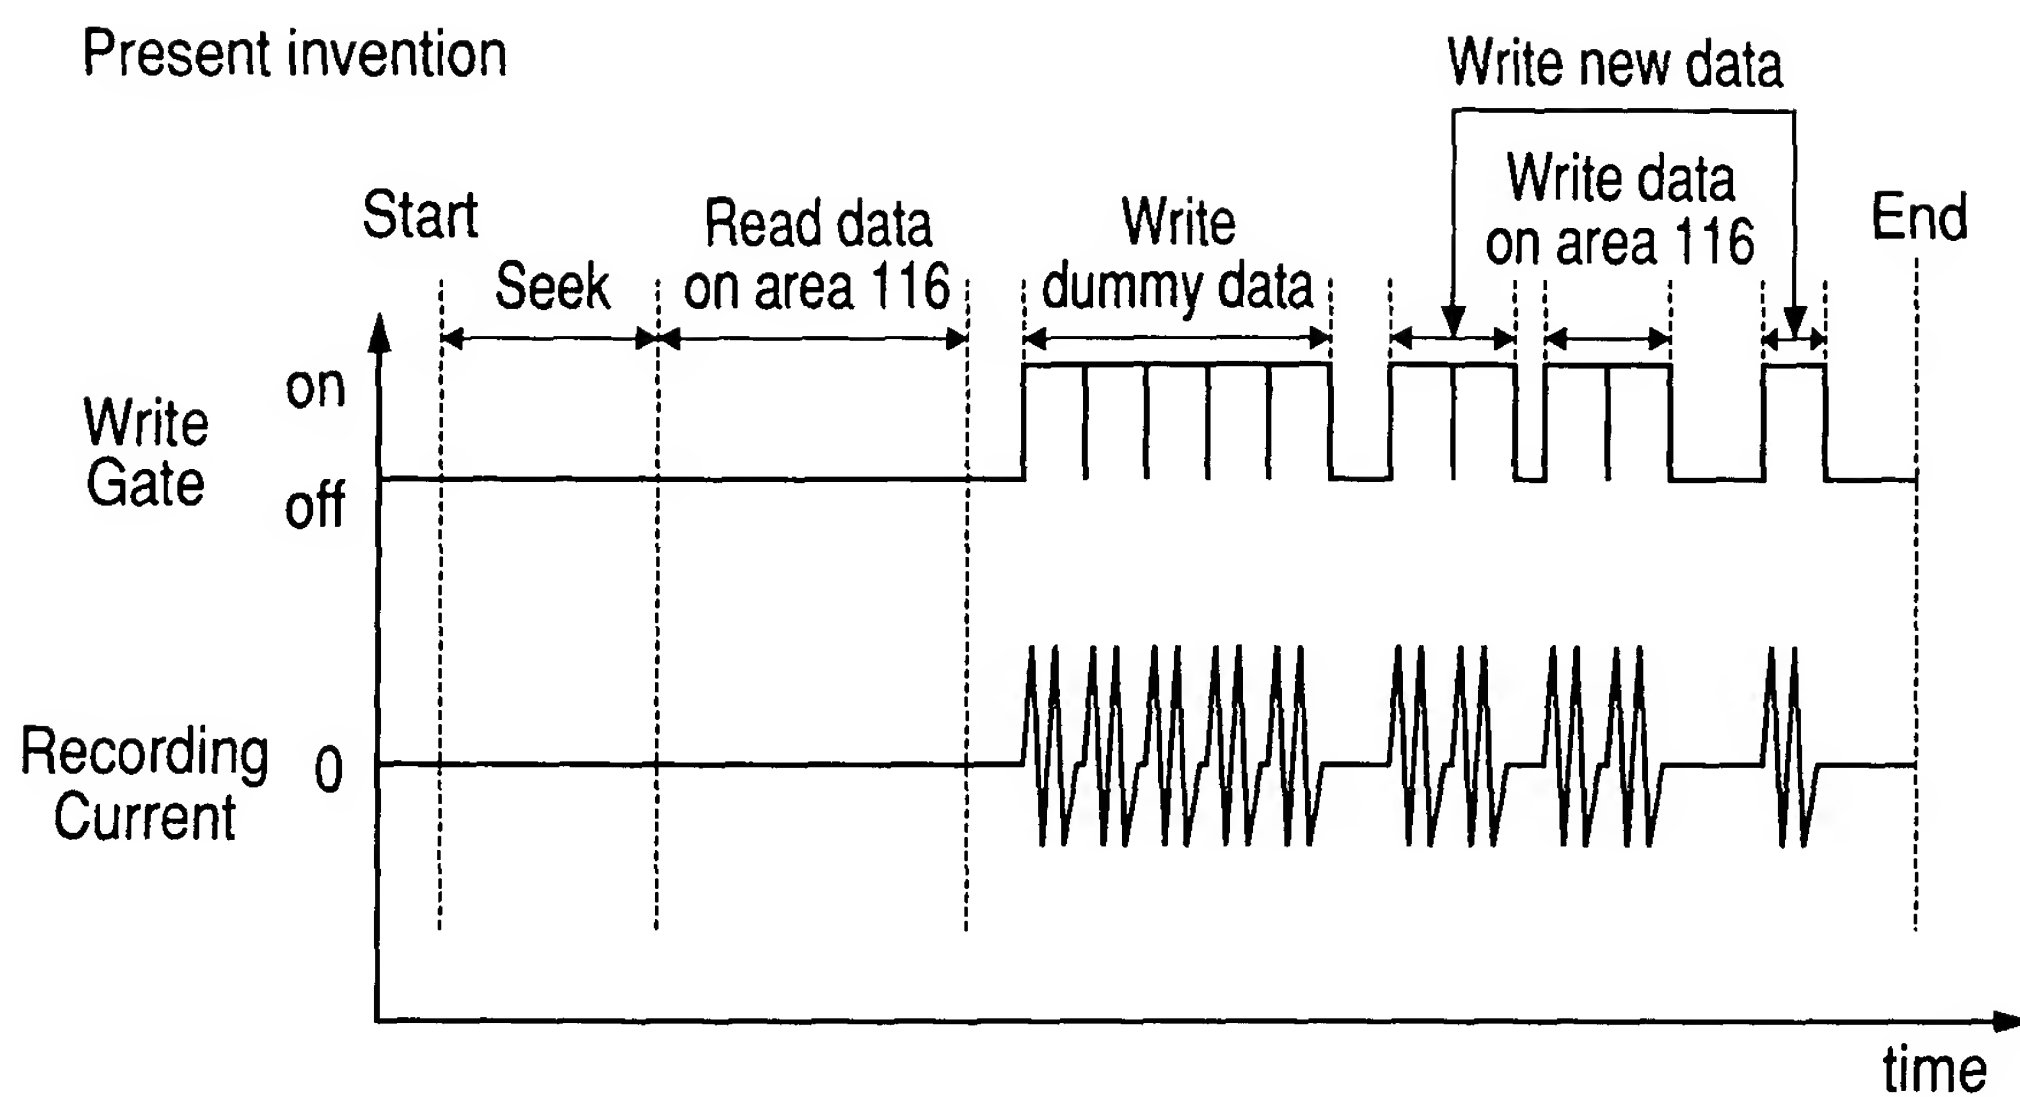 Present invention
Write new data
Write data
on area 116
Start
Seek
Read data
on area 116
Write
dummy data
End
Write
Gate
on
off
Recording
Current
0
time